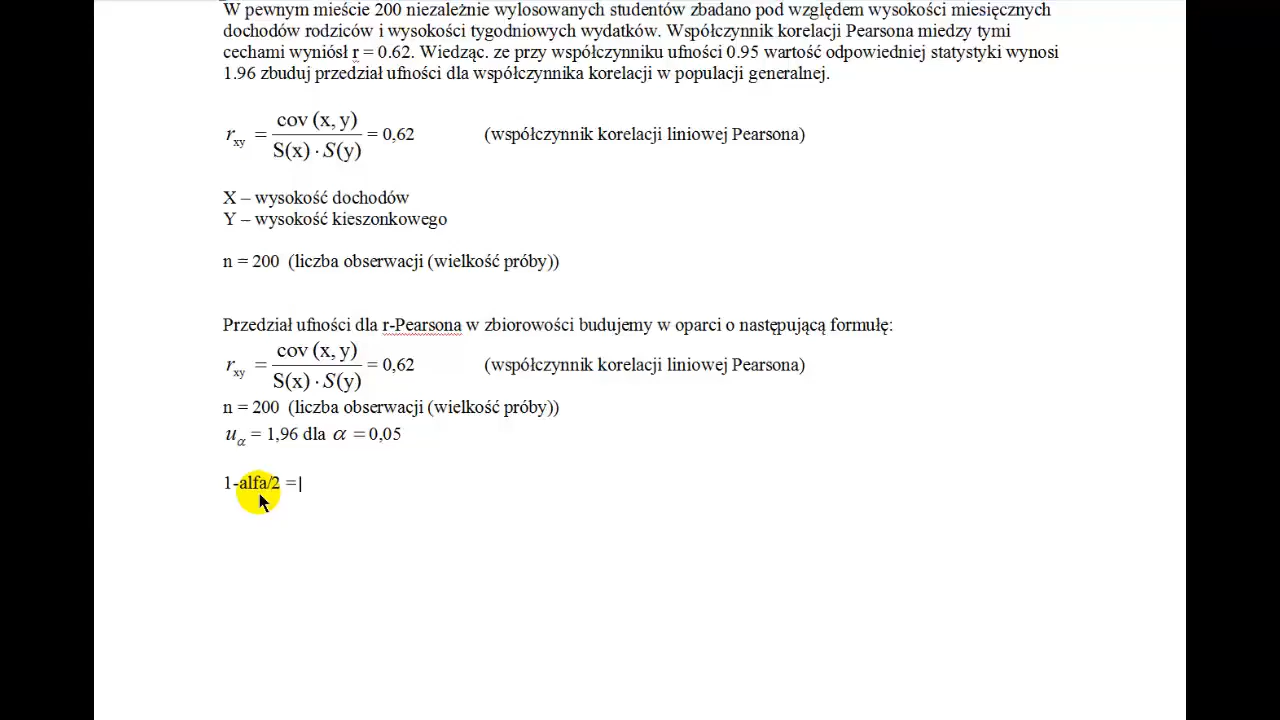 W pewnym mieście 200 niezależnie wylosowanych studentów zbadano pod względem wysokości miesięcznych
dochodów rodziców i wysokości tygodniowych wydatków. Współczynnik korelacji Pearsona miedzy tymi
cechami wyniósł r = 0.62. Wiedząc. ze przy współczynniku ufności 0.95 wartość odpowiedniej statystyki wynosi
1.96 zbuduj przedział ufności dla współczynnika korelacji w populacji generalnej.
r_xy = cov (x, y) / S(x) · S(y) = 0,62 (współczynnik korelacji liniowej Pearsona)
X – wysokość dochodów
Y – wysokość kieszonkowego
n = 200 (liczba obserwacji (wielkość próby))
Przedział ufności dla r-Pearsona w zbiorowości budujemy w oparci o następującą formułę:
r_xy = cov (x, y) / S(x) · S(y) = 0,62 (współczynnik korelacji liniowej Pearsona)
n = 200 (liczba obserwacji (wielkość próby))
u_α = 1,96 dla α = 0,05
1-alfa/2 =